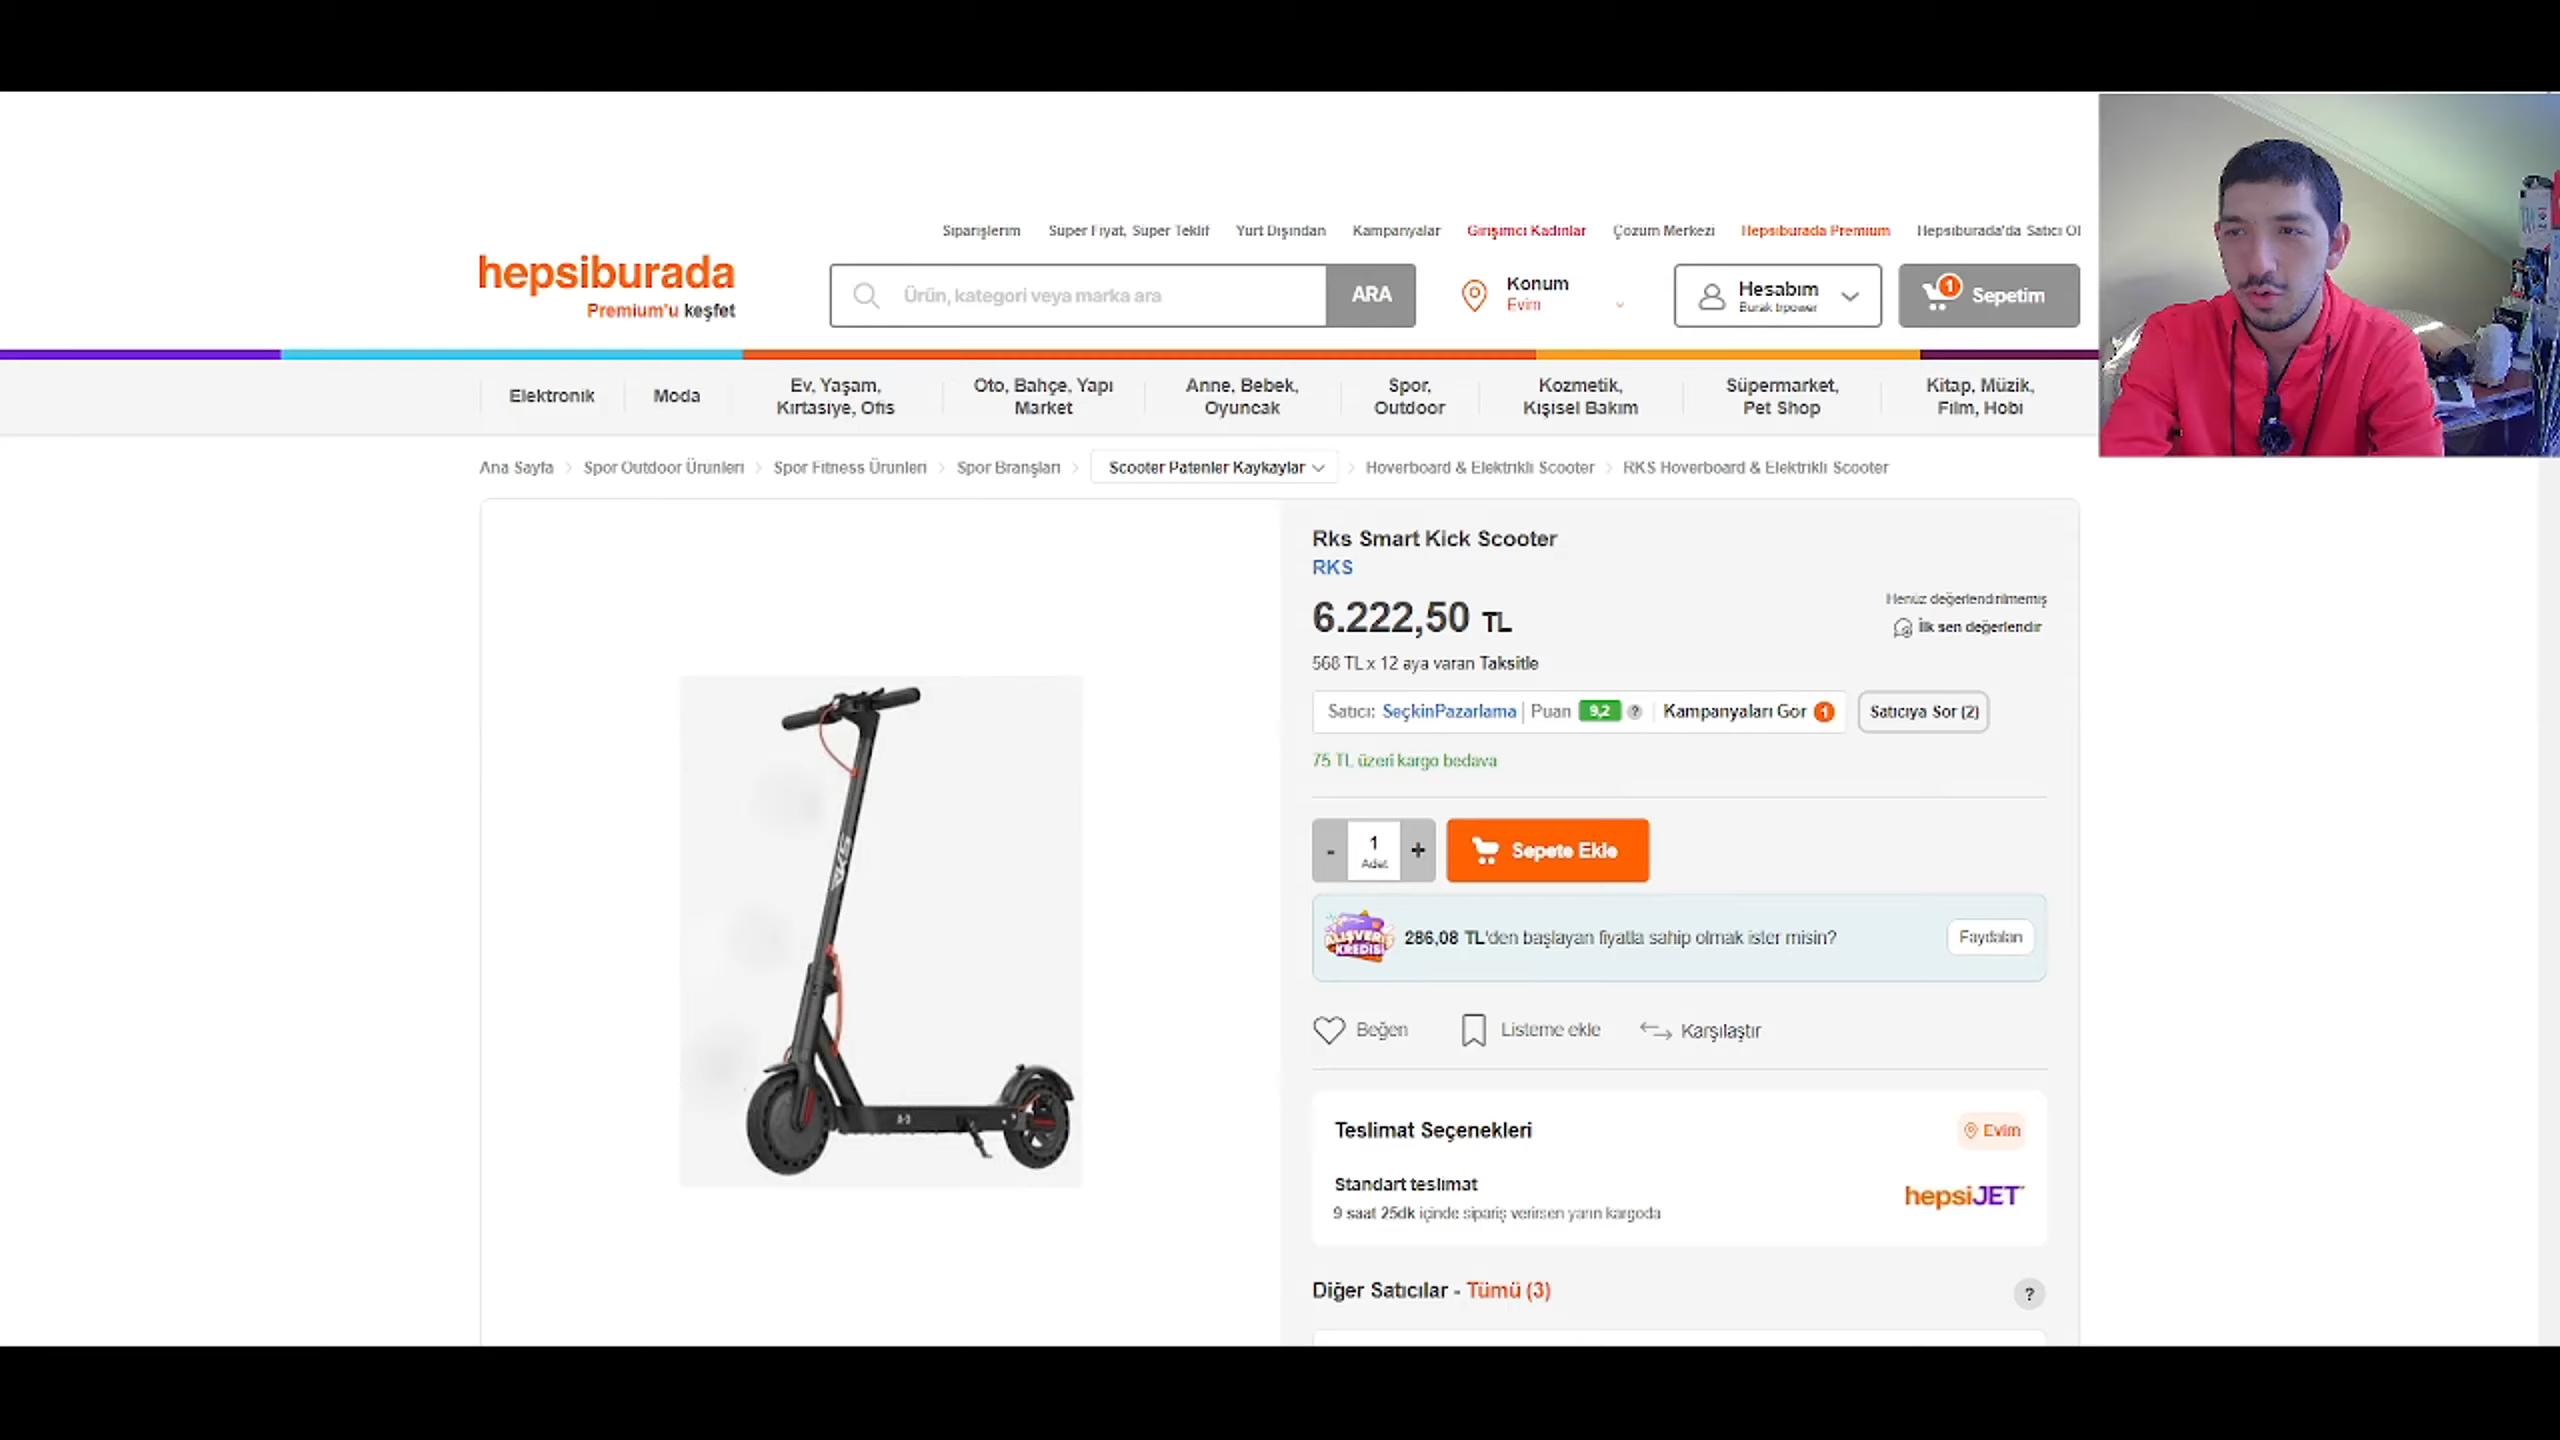 Siparişlerim Süper Fiyat, Süper Teklif Yurt Dışından Kampanyalar Girişimci Kadınlar Çözüm Merkezi Hepsiburada Premium Hepsiburada'da Satıcı Ol
hepsiburada
Premium'u keşfet
Ürün, kategori veya marka ara
ARA
Konum
Evim
Hesabım
Burak trpower
1
Sepetim
Elektronik
Moda
Ev, Yaşam,
Kırtasiye, Ofis
Oto, Bahçe, Yapı
Market
Anne, Bebek,
Oyuncak
Spor,
Outdoor
Kozmetik,
Kişisel Bakım
Süpermarket,
Pet Shop
Kitap, Müzik,
Film, Hobi
Ana Sayfa Spor Outdoor Ürünleri Spor Fitness Ürünleri Spor Branşları Scooter Patenler Kaykaylar Hoverboard & Elektrikli Scooter RKS Hoverboard & Elektrikli Scooter
Rks Smart Kick Scooter
RKS
6.222,50 TL
Henüz değerlendirilmemiş
İlk sen değerlendir
568 TL x 12 aya varan Taksitle
Satıcı: SeçkinPazarlama Puan 9,2 ? Kampanyaları Gör 1
Satıcıya Sor (2)
75 TL üzeri kargo bedava
- 1 +
Adet
Sepete Ekle
ALIŞVERİŞ
KREDİSİ
286,08 TL'den başlayan fiyatla sahip olmak ister misin?
Faydalan
Beğen
Listeme ekle
Karşılaştır
Teslimat Seçenekleri
Evim
Standart teslimat
9 saat 25dk içinde sipariş verirsen yarın kargoda
hepsiJET
Diğer Satıcılar - Tümü (3)
?
RKS